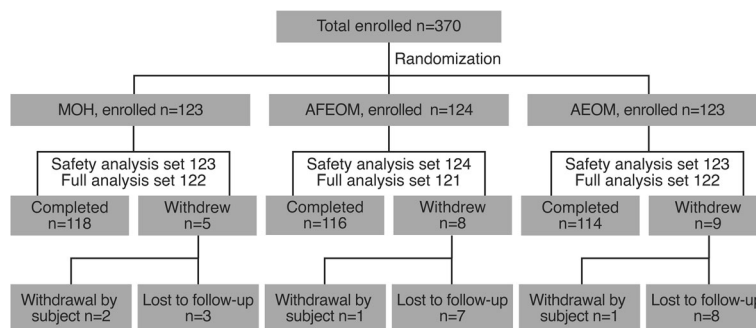 Total enrolled n=370
Randomization
MOH, enrolled n=123
AFEOM, enrolled n=124
AEOM, enrolled n=123
Safety analysis set 123
Full analysis set 122
Safety analysis set 124
Full analysis set 121
Safety analysis set 123
Full analysis set 122
Completed
n=118
Withdrew
n=5
Completed
n=116
Withdrew
n=8
Completed
n=114
Withdrew
n=9
Withdrawal by
subject n=2
Lost to follow-up
n=3
Withdrawal by
subject n=1
Lost to follow-up
n=7
Withdrawal by
subject n=1
Lost to follow-up
n=8